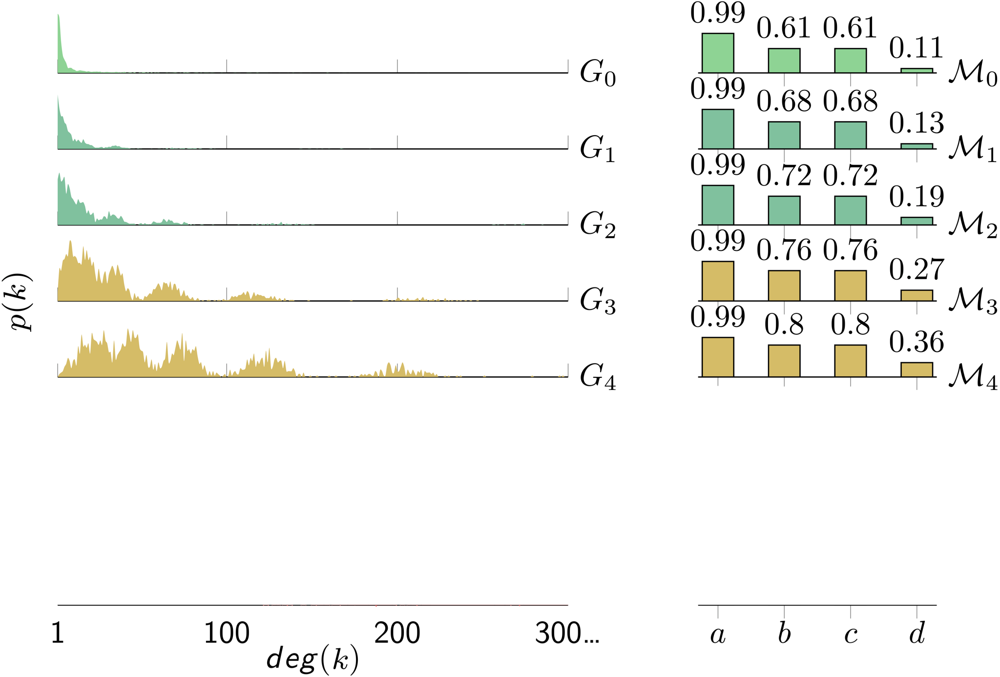 0.99 0.61 0.61 0.11
G0 M0
0.99 0.68 0.68 0.13
G1 M1
0.99 0.72 0.72 0.19
G2 M2
0.99 0.76 0.76 0.27
G3 M3
p(k)
0.99 0.8 0.8 0.36
G4 M4
1 100 200 300... a b c d
deg(k)